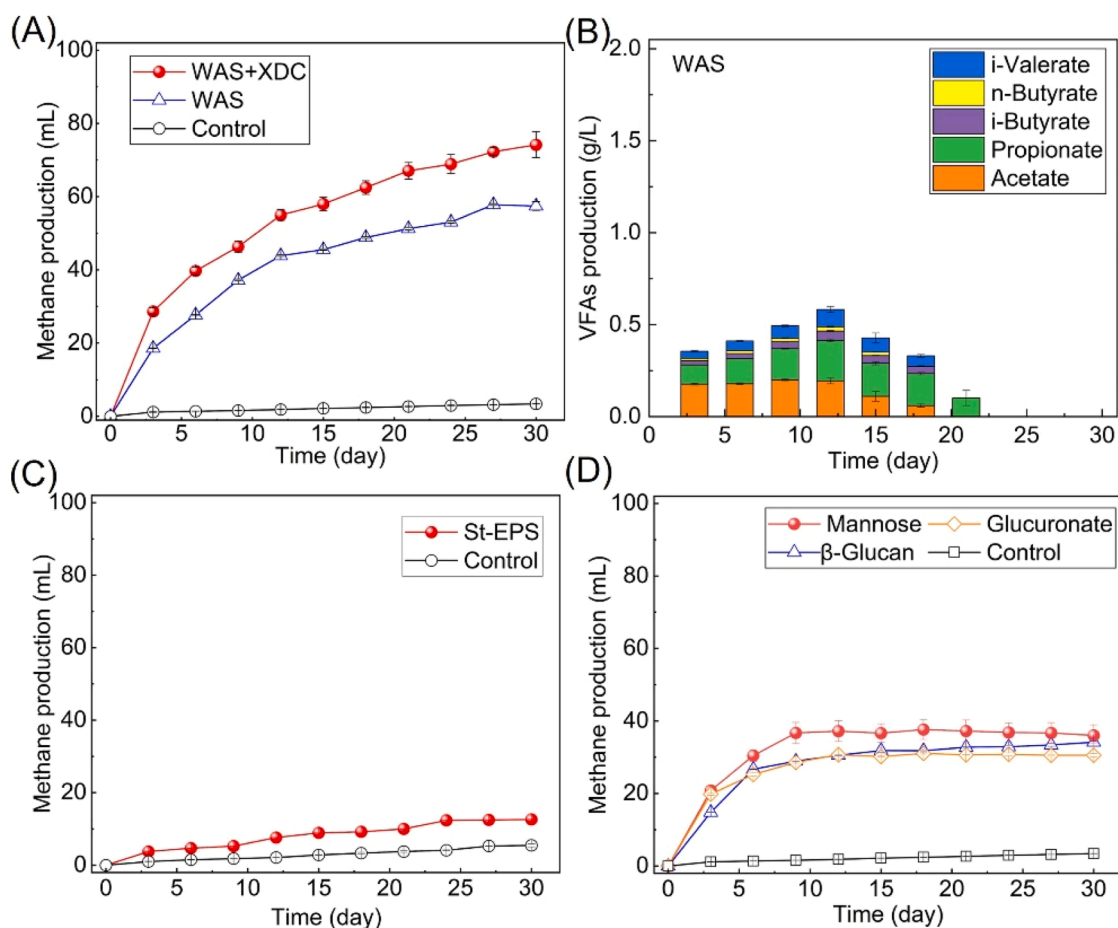 (A)
100
80
60
40
20
0
Methane production (mL)
WAS+XDC
WAS
Control
0 5 10 15 20 25 30
Time (day)
(B)
2.0
1.5
1.0
0.5
0.0
VFAs production (g/L)
WAS
i-Valerate
n-Butyrate
i-Butyrate
Propionate
Acetate
0 5 10 15 20 25 30
Time (day)
(C)
100
80
60
40
20
0
Methane production (mL)
St-EPS
Control
0 5 10 15 20 25 30
Time (day)
(D)
100
80
60
40
20
0
Methane production (mL)
Mannose Glucuronate
β-Glucan Control
0 5 10 15 20 25 30
Time (day)